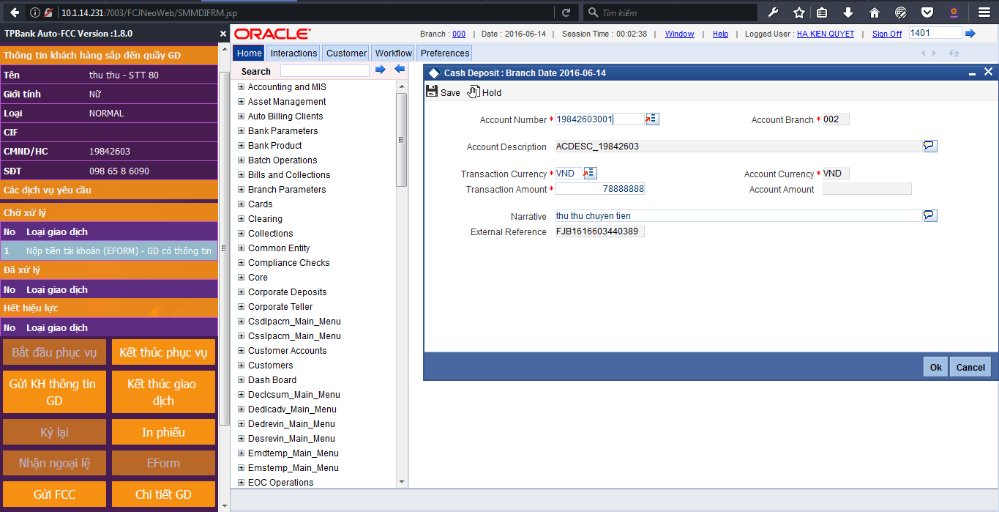 10.1.14.231:7003/FCJNeoWeb/SMMDIFRM.jsp
Tìm kiếm
TPBank Auto-FCC Version :1.8.0
Thông tin khách hàng sắp đến quầy GD
Tên thu thu - STT 80
Giới tính Nữ
Loại NORMAL
CIF
CMND/HC 19842603
SĐT 098 65 8 6090
Các dịch vụ yêu cầu
Chờ xử lý
No Loại giao dịch
1 Nộp tiền tài khoản (EFORM) - GD có thông tin
Đã xử lý
No Loại giao dịch
Hết hiệu lực
No Loại giao dịch
Bắt đầu phục vụ Kết thúc phục vụ
Gửi KH thông tin GD
Kết thúc giao dịch
Ký lại In phiếu
Nhận ngoại lệ EForm
Gửi FCC Chi tiết GD
ORACLE
Branch : 000 | Date : 2016-06-14 | Session Time : 00:02:38 | Window | Help | Logged User : HA KIEN QUYET | Sign Off 1401
Home Interactions Customer Workflow Preferences
Search
Accounting and MIS
Asset Management
Auto Billing Clients
Bank Parameters
Bank Product
Batch Operations
Bills and Collections
Branch Parameters
Cards
Clearing
Collections
Common Entity
Compliance Checks
Core
Corporate Deposits
Corporate Teller
Csdlpacm_Main_Menu
Csslpacm_Main_Menu
Customer Accounts
Customers
Dash Board
Declcsum_Main_Menu
Dedlcadv_Main_Menu
Dedrevin_Main_Menu
Desrevin_Main_Menu
Emdtemp_Main_Menu
Emstemp_Main_Menu
EOC Operations
Cash Deposit : Branch Date 2016-06-14
Save Hold
Account Number * 19842603001 Account Branch * 002
Account Description ACDESC_19842603
Transaction Currency * VND Account Currency * VND
Transaction Amount * 78888888 Account Amount
Narrative thu thu chuyen tien
External Reference FJB1616603440389
Ok Cancel